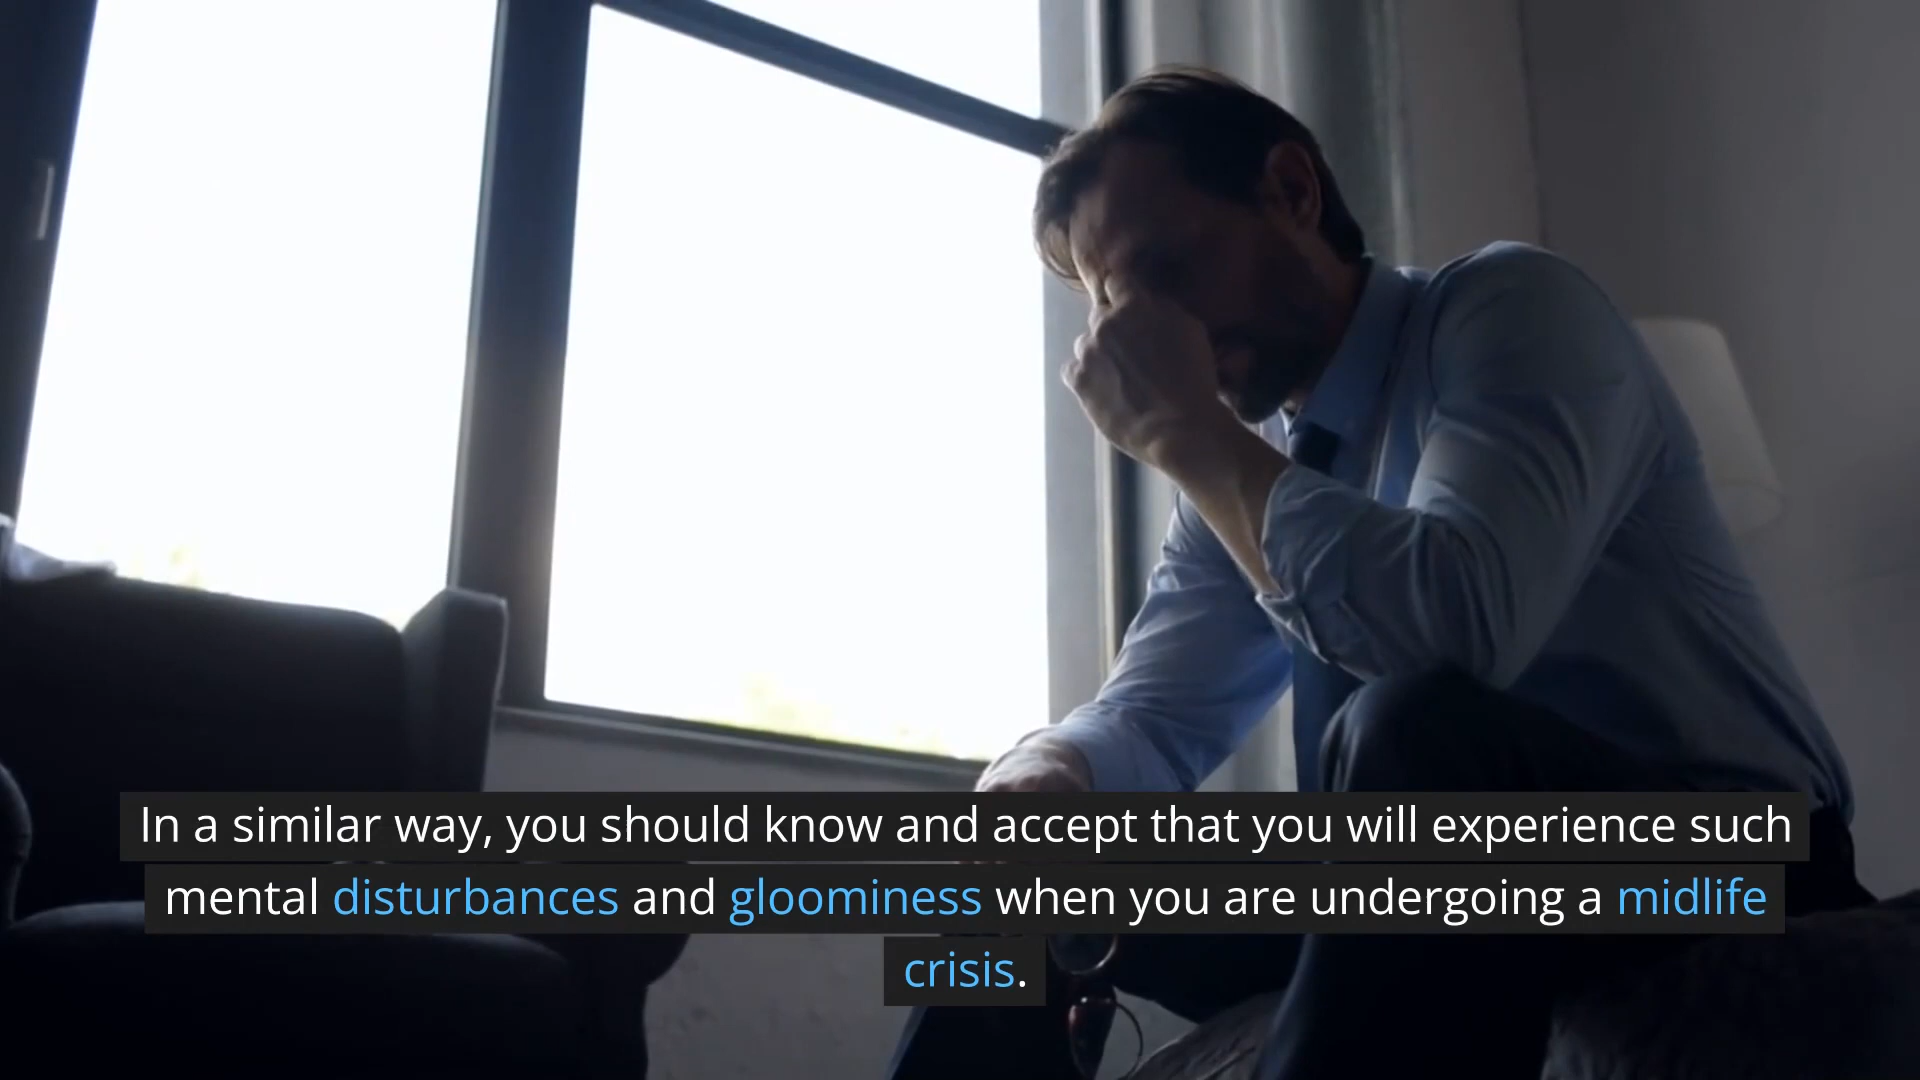 In a similar way, you should know and accept that you will experience such
mental disturbances and gloominess when you are undergoing a midlife
crisis.